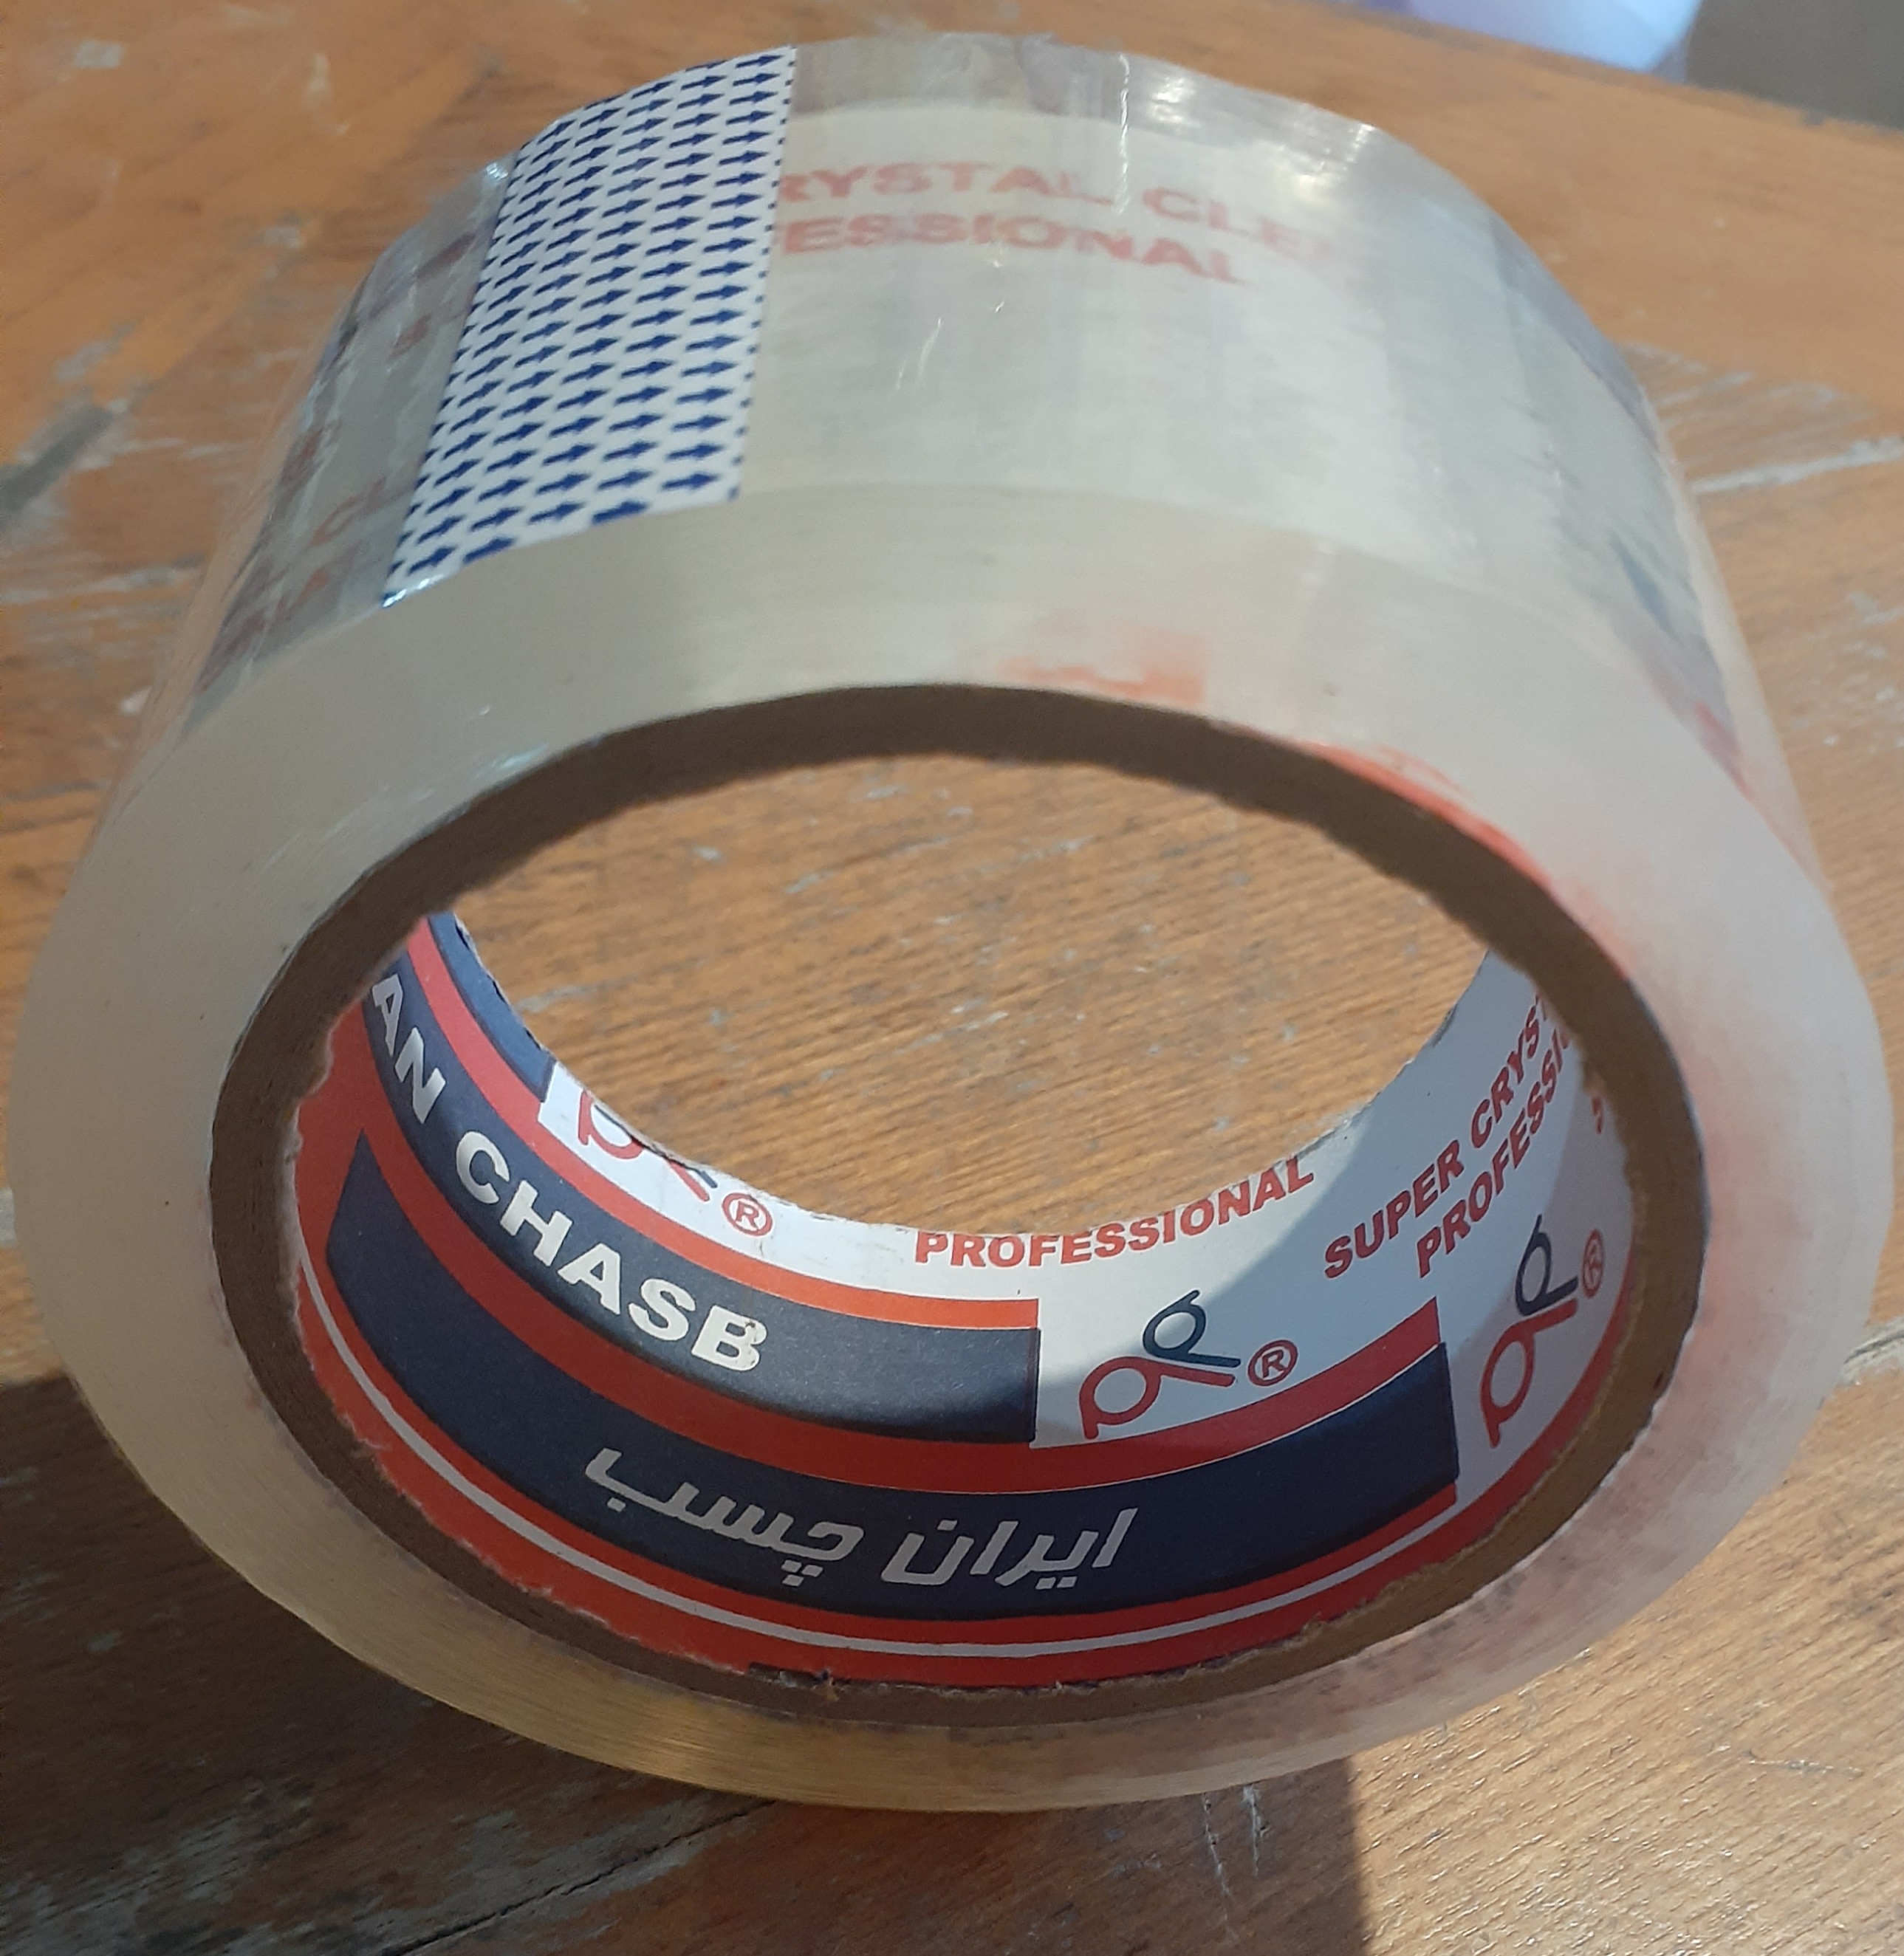 RYSTAL CLE
ESSIONAL
AN CHASB
®
PROFESSIONAL
SUPER CRYST
PROFESSI
®
®
ایران چسب